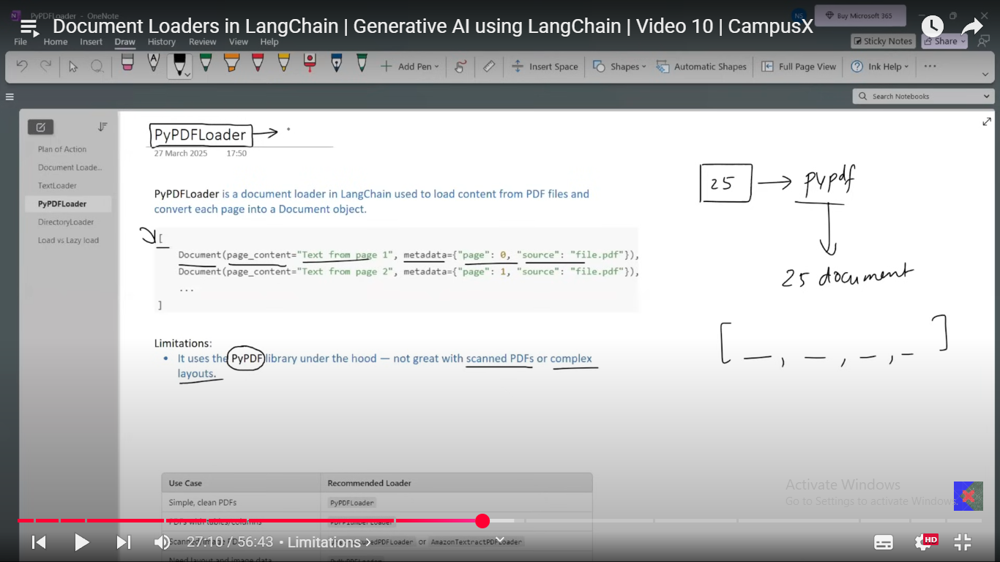 PyPDFLoader - OneNote
NS
Buy Microsoft 365
Document Loaders in LangChain | Generative AI using LangChain | Video 10 | CampusX
File Home Insert Draw History Review View Help
Sticky Notes
Share
Add Pen
Insert Space
Shapes
Automatic Shapes
Full Page View
Ink Help
Search Notebooks
Plan of Action
Document Loade...
TextLoader
PyPDFLoader
DirectoryLoader
Load vs Lazy load
PyPDFLoader
27 March 2025 17:50
PyPDFLoader is a document loader in LangChain used to load content from PDF files and
convert each page into a Document object.
[
Document(page_content="Text from page 1", metadata={"page": 0, "source": "file.pdf"}),
Document(page_content="Text from page 2", metadata={"page": 1, "source": "file.pdf"}),
...
]
Limitations:
• It uses the PyPDF library under the hood — not great with scanned PDFs or complex
layouts.
25
pypdf
25 document
[ __, __, __, __ ]
Use Case Recommended Loader
Simple, clean PDFs PyPDFLoader
PDFs with tables/columns PDFPlumberLoader
or AmazonTextractPDFLoader
Need layout and image data PyMuPDFLoader
Activate Windows
Go to Settings to activate Windows.
27:10 / 56:43 • Limitations
HD